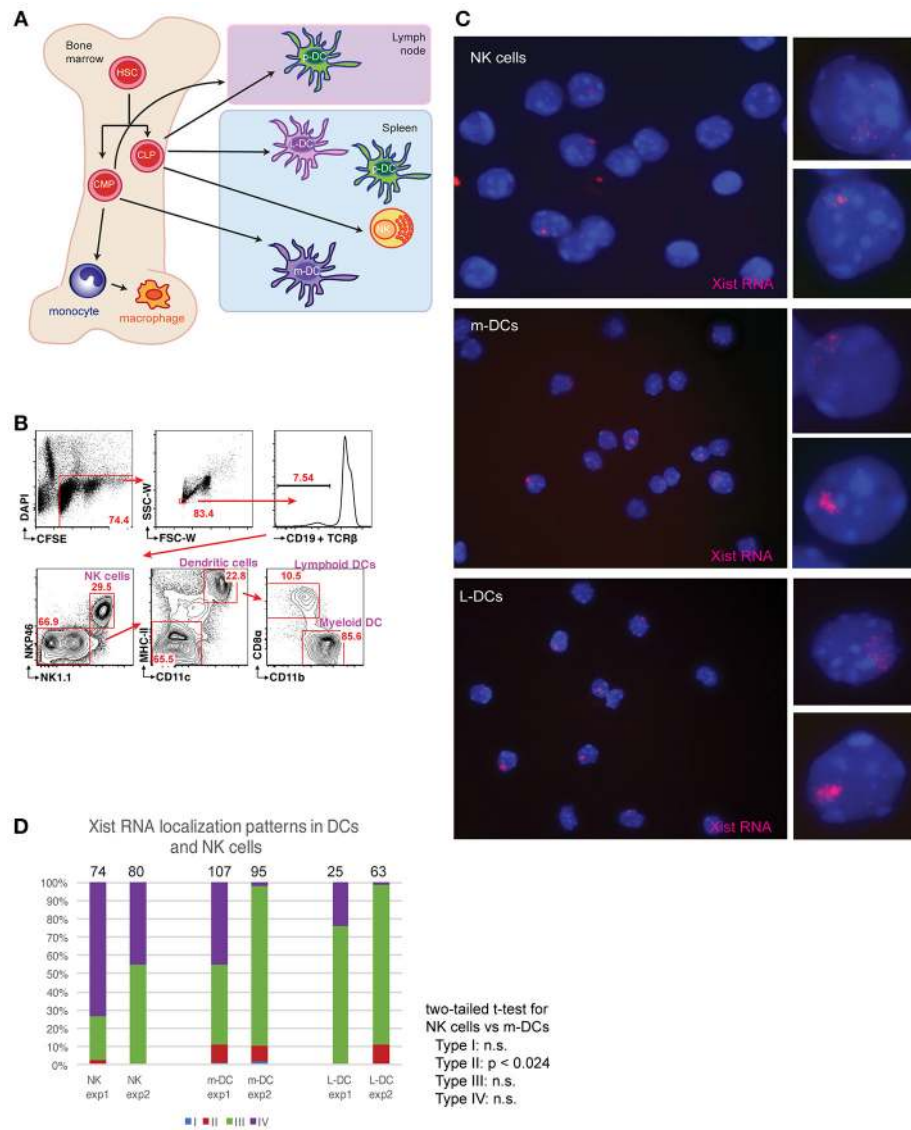 A
Bone
marrow
HSC
CLP
CMP
monocyte
macrophage
Lymph
node
p-DC
Spleen
L-DC
p-DC
NK
m-DC
B
DAPI
CFSE
74.4
SSC-W
FSC-W
83.4
7.54
CD19 + TCRβ
NK cells
29.5
66.9
NKP46
NK1.1
Dendritic cells
22.8
65.5
MHC-II
CD11c
Lymphoid DCs
10.5
Myeloid DC
85.6
CD8α
CD11b
C
NK cells
Xist RNA
m-DCs
Xist RNA
L-DCs
Xist RNA
D
Xist RNA localization patterns in DCs
and NK cells
74 80 107 95 25 63
100%
90%
80%
70%
60%
50%
40%
30%
20%
10%
0%
NK NK m-DC m-DC L-DC L-DC
exp1 exp2 exp1 exp2 exp1 exp2
I II III IV
two-tailed t-test for
NK cells vs m-DCs
Type I: n.s.
Type II: p < 0.024
Type III: n.s.
Type IV: n.s.